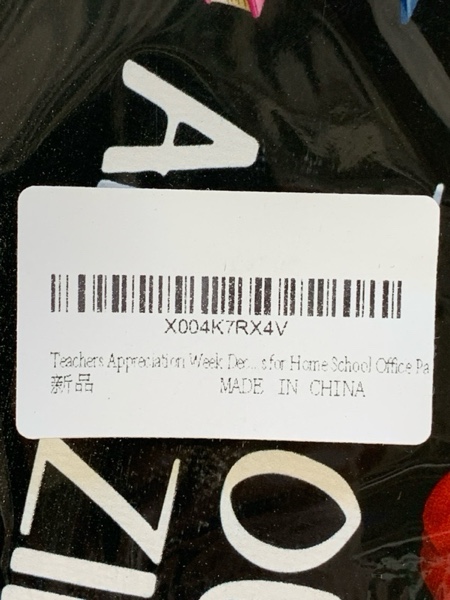 A
X004K7RX4V
Teachers Appreciation Week Dec...s for Home School Office Pa
新品 MADE IN CHINA